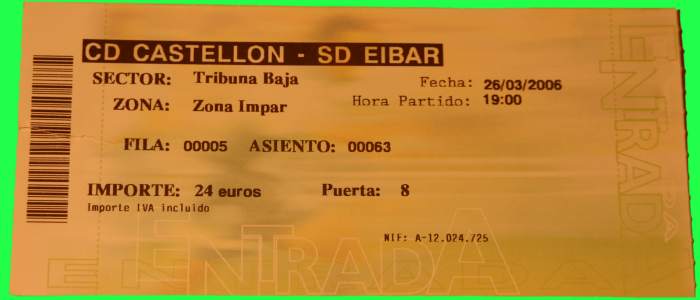 CD CASTELLON - SD EIBAR
SECTOR: Tribuna Baja Fecha: 26/03/2006
ZONA: Zona Impar Hora Partido: 19:00
FILA: 00005 ASIENTO: 00063
IMPORTE: 24 euros Puerta: 8
Importe IVA incluido
NIF: A-12.024.725
ENTRADA
ENTRADA